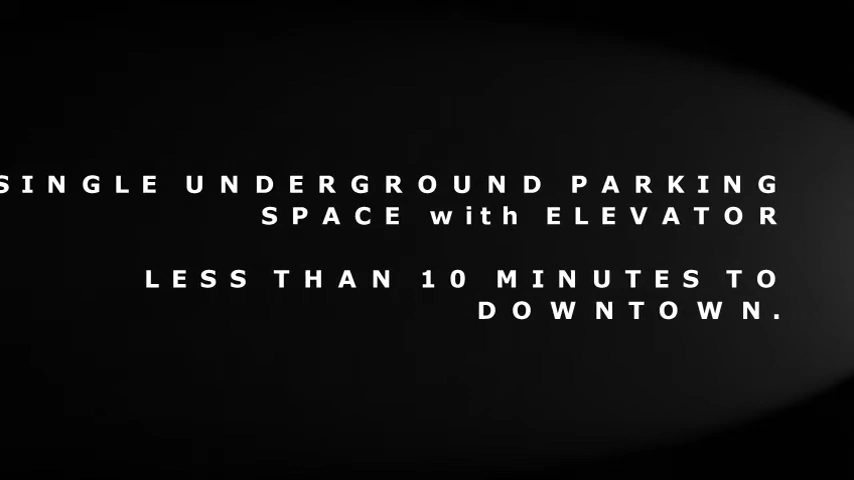 SINGLE UNDERGROUND PARKING
SPACE with ELEVATOR
LESS THAN 10 MINUTES TO
DOWNTOWN.